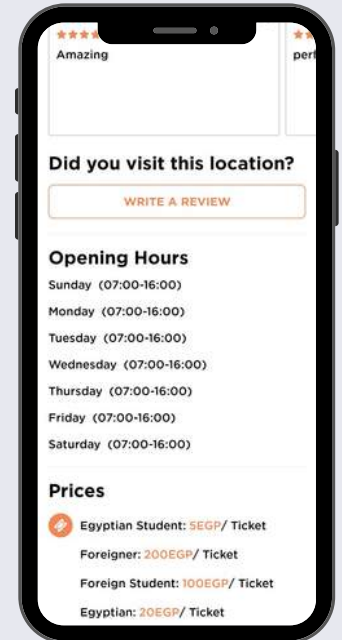 Amazing
Did you visit this location?
WRITE A REVIEW
Opening Hours
Sunday (07:00-16:00)
Monday (07:00-16:00)
Tuesday (07:00-16:00)
Wednesday (07:00-16:00)
Thursday (07:00-16:00)
Friday (07:00-16:00)
Saturday (07:00-16:00)
Prices
Egyptian Student: 5EGP/ Ticket
Foreigner: 200EGP/ Ticket
Foreign Student: 100EGP/ Ticket
Egyptian: 20EGP/ Ticket